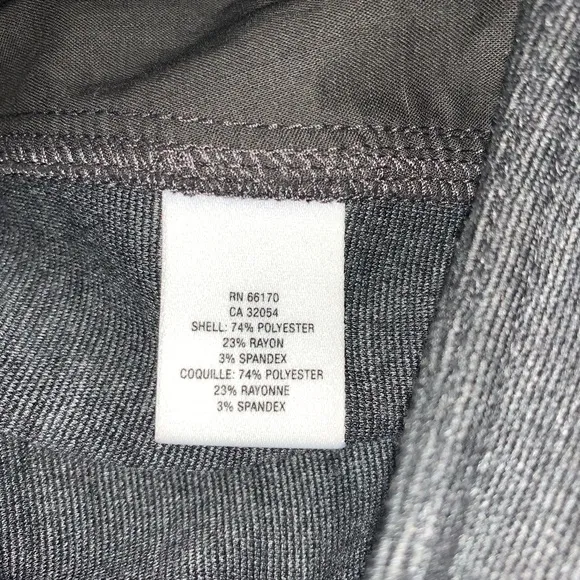 RN 66170
CA 32054
SHELL: 74% POLYESTER
23% RAYON
3% SPANDEX
COQUILLE: 74% POLYESTER
23% RAYONNE
3% SPANDEX